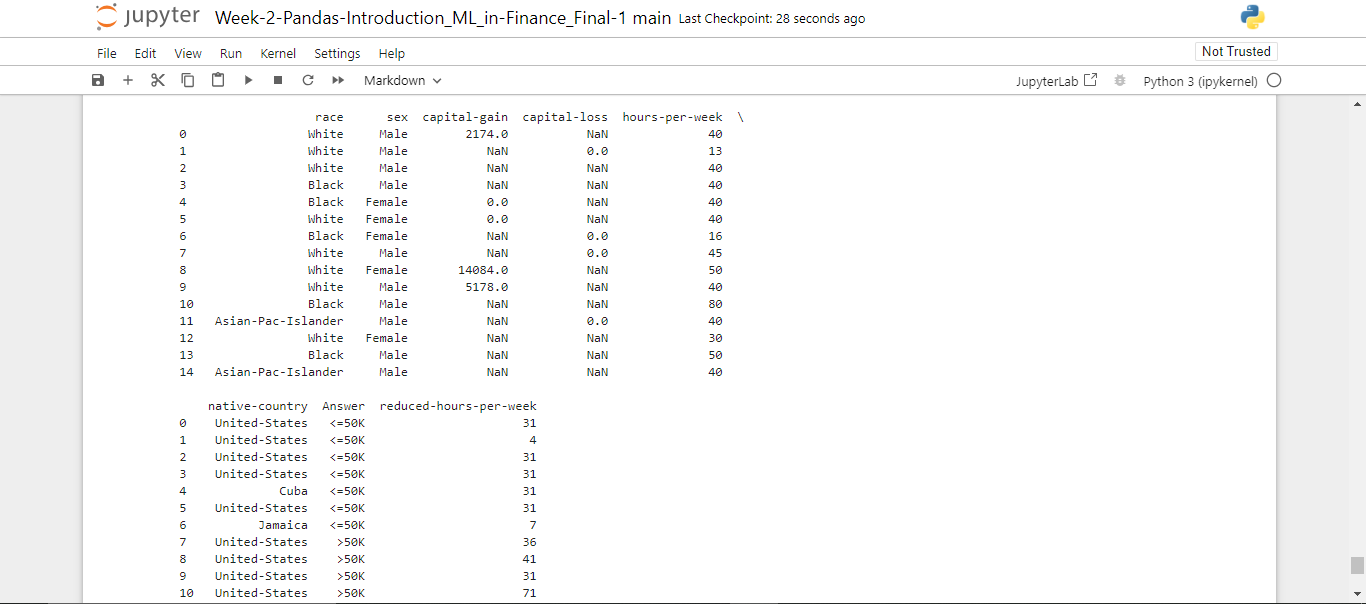 jupyter Week-2-Pandas-Introduction_ML_in-Finance_Final-1 main Last Checkpoint: 28 seconds ago
File Edit View Run Kernel Settings Help Not Trusted
Markdown JupyterLab Python 3 (ipykernel)
race sex capital-gain capital-loss hours-per-week \
0 White Male 2174.0 NaN 40
1 White Male NaN 0.0 13
2 White Male NaN NaN 40
3 Black Male NaN NaN 40
4 Black Female 0.0 NaN 40
5 White Female 0.0 NaN 40
6 Black Female NaN 0.0 16
7 White Male NaN 0.0 45
8 White Female 14084.0 NaN 50
9 White Male 5178.0 NaN 40
10 Black Male NaN NaN 80
11 Asian-Pac-Islander Male NaN 0.0 40
12 White Female NaN NaN 30
13 Black Male NaN NaN 50
14 Asian-Pac-Islander Male NaN NaN 40
native-country Answer reduced-hours-per-week
0 United-States <=50K 31
1 United-States <=50K 4
2 United-States <=50K 31
3 United-States <=50K 31
4 Cuba <=50K 31
5 United-States <=50K 31
6 Jamaica <=50K 7
7 United-States >50K 36
8 United-States >50K 41
9 United-States >50K 31
10 United-States >50K 71